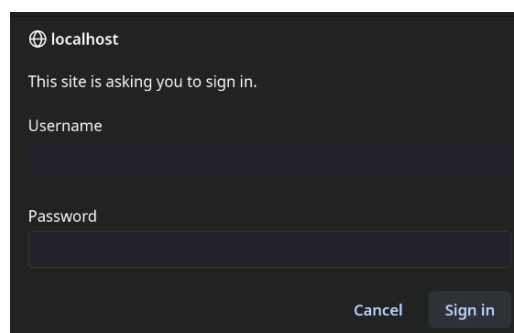 localhost
This site is asking you to sign in.
Username
Password
Cancel Sign in